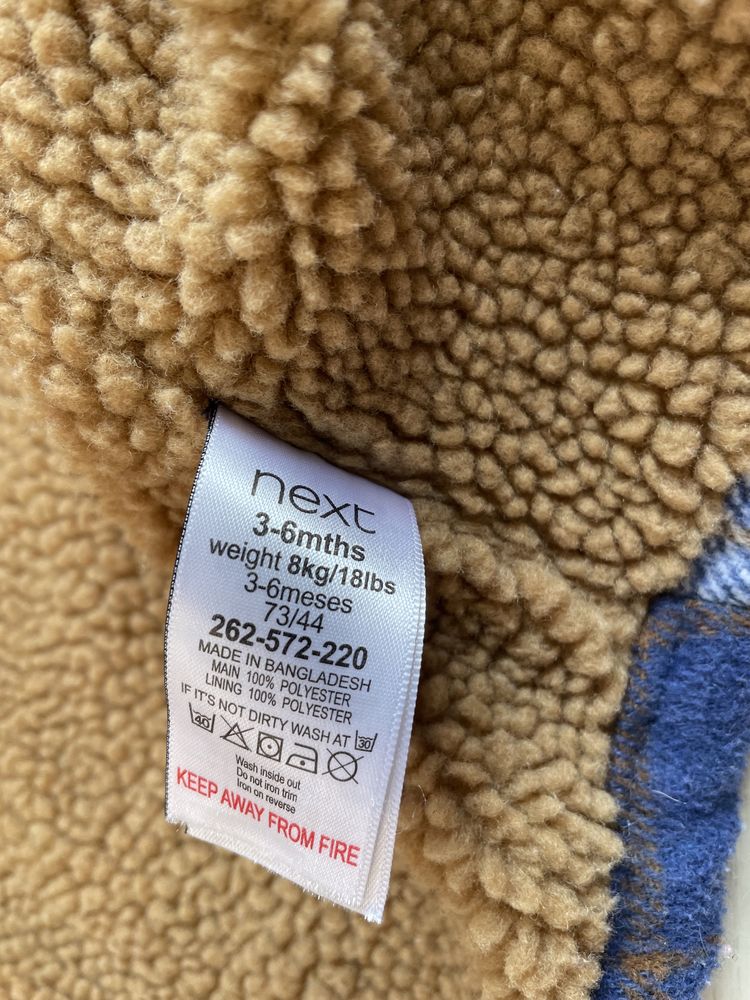 next
3-6mths
weight 8kg/18lbs
3-6meses
73/44
262-572-220
MADE IN BANGLADESH
MAIN 100% POLYESTER
LINING 100% POLYESTER
IF IT'S NOT DIRTY WASH AT 30
40
Wash inside out
Do not iron trim
Iron on reverse
KEEP AWAY FROM FIRE